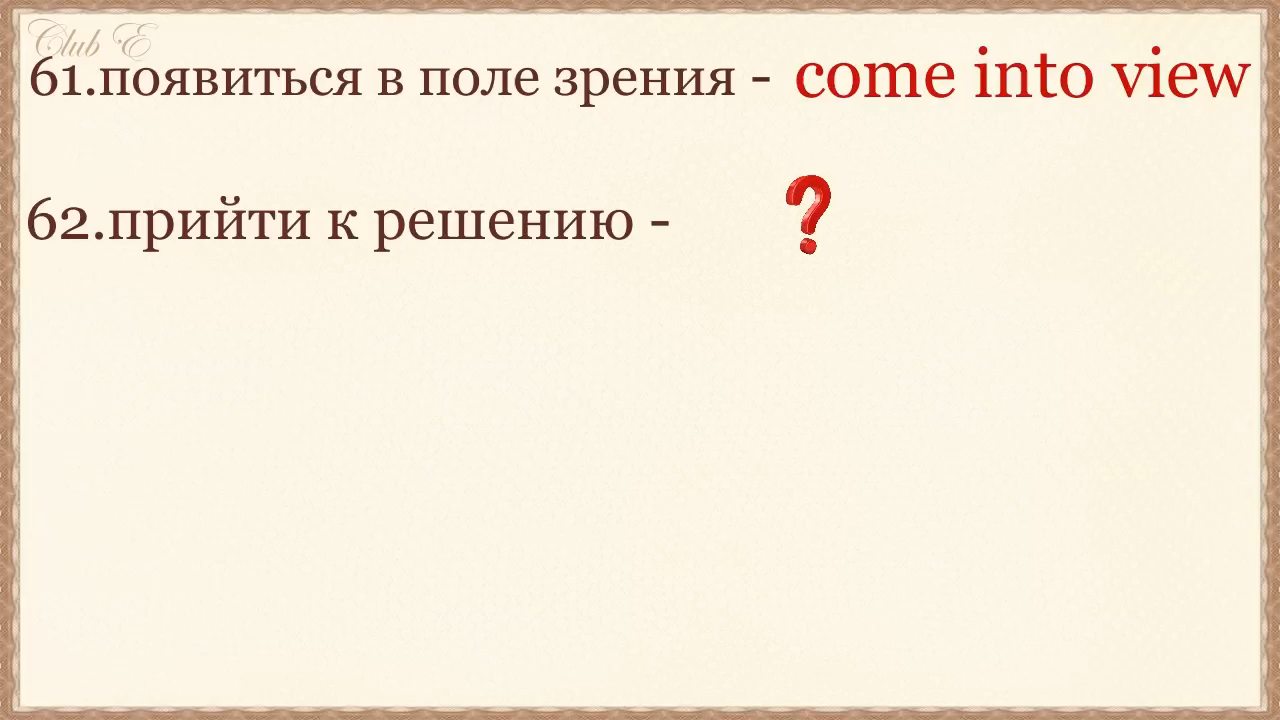 Club E
61.появиться в поле зрения - come into view
62.прийти к решению - ?